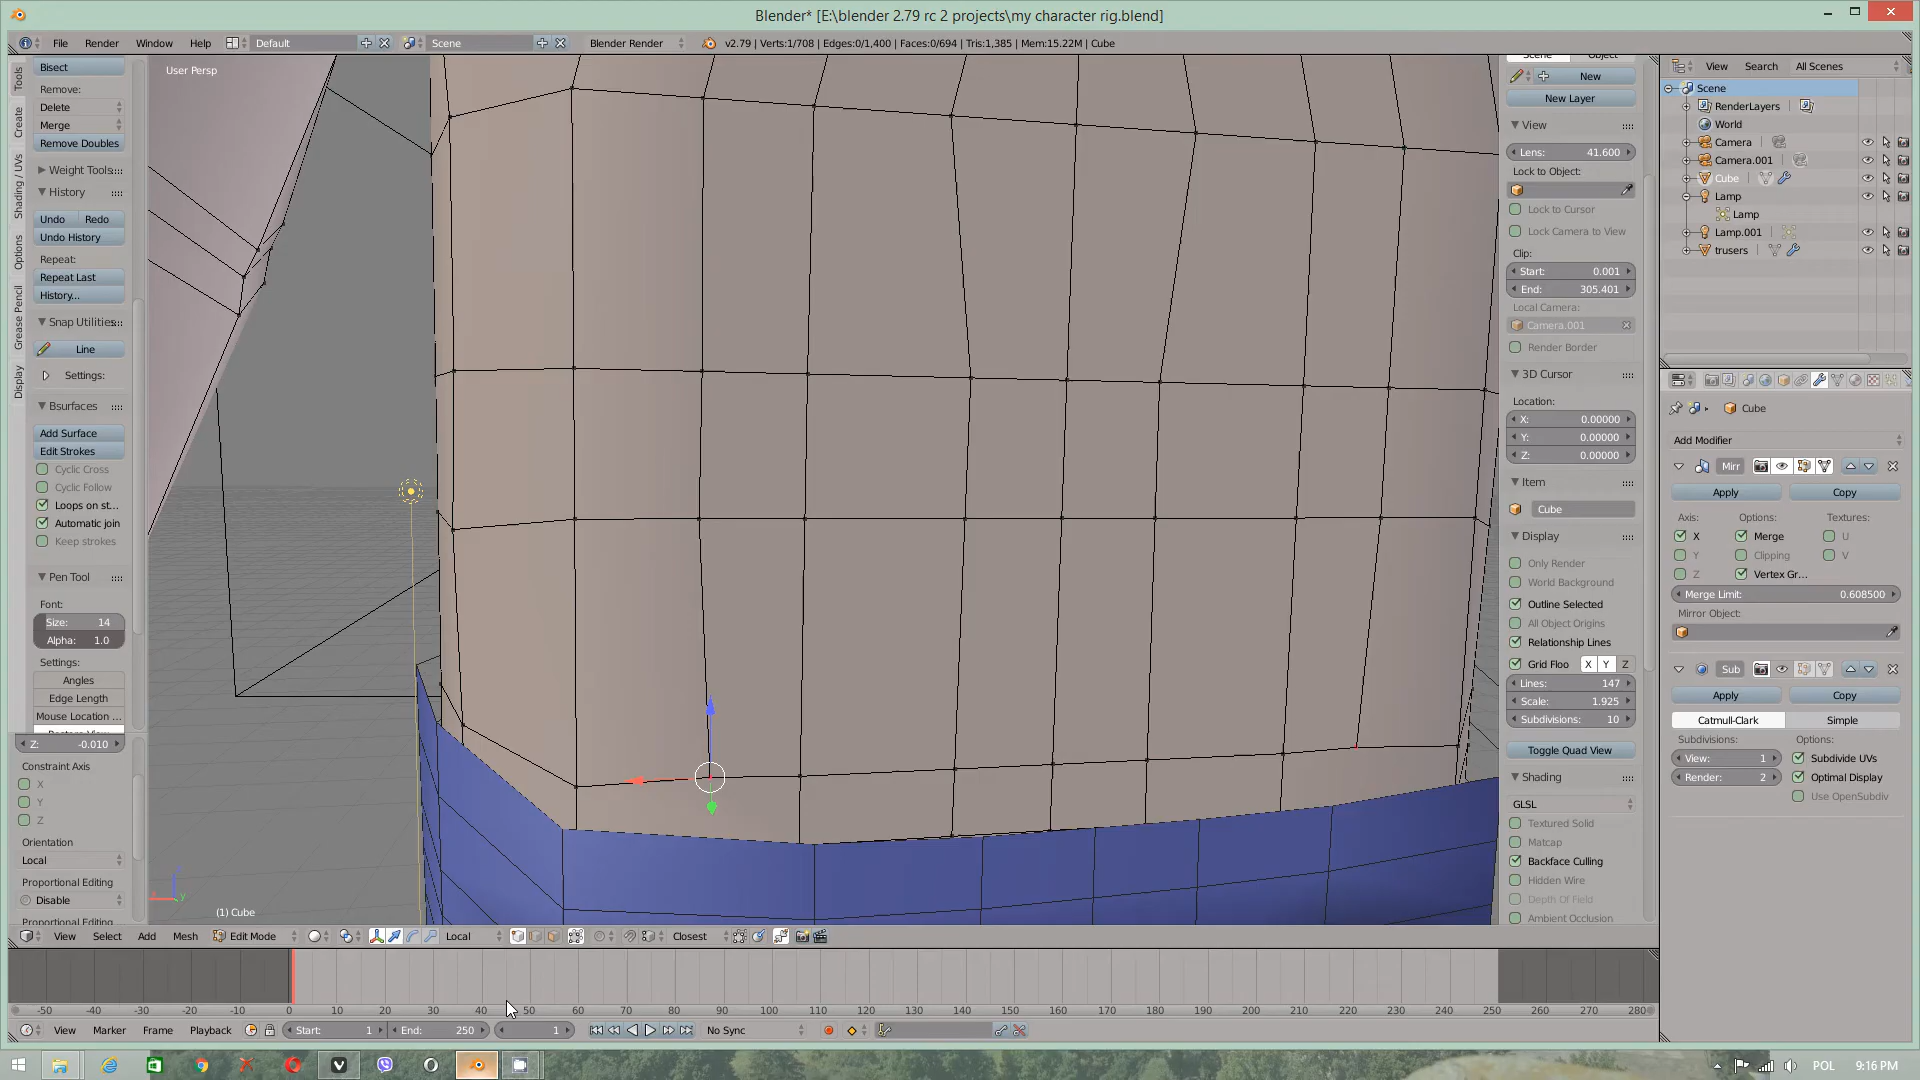 Blender* [E:\blender 2.79 rc 2 projects\my character rig.blend]
File Render Window Help Default Scene Blender Render v2.79 | Verts:1/708 | Edges:0/1,400 | Faces:0/694 | Tris:1,385 | Mem:15.22M | Cube
Tools
Create
Shading / UVs
Options
Grease Pencil
Display
Bisect
Remove:
Delete
Merge
Remove Doubles
Weight Tools
History
Undo Redo
Undo History
Repeat:
Repeat Last
History...
Snap Utilities
Line
Settings:
Bsurfaces
Add Surface
Edit Strokes
Cyclic Cross
Cyclic Follow
Loops on st...
Automatic join
Keep strokes
Pen Tool
Font:
Size: 14
Alpha: 1.0
Settings:
Angles
Edge Length
Mouse Location ...
Z: -0.010
Constraint Axis
X
Y
Z
Orientation
Local
Proportional Editing
Disable
Proportional Editing
User Persp
(1) Cube
View Select Add Mesh Edit Mode Local Closest
Scene Object
New
New Layer
View
Lens: 41.600
Lock to Object:
Lock to Cursor
Lock Camera to View
Clip:
Start: 0.001
End: 305.401
Local Camera:
Camera.001
Render Border
3D Cursor
Location:
X: 0.00000
Y: 0.00000
Z: 0.00000
Item
Cube
Display
Only Render
World Background
Outline Selected
All Object Origins
Relationship Lines
Grid Floo X Y Z
Lines: 147
Scale: 1.925
Subdivisions: 10
Toggle Quad View
Shading
GLSL
Textured Solid
Matcap
Backface Culling
Hidden Wire
Depth Of Field
Ambient Occlusion
View Search All Scenes
Scene
RenderLayers
World
Camera
Camera.001
Cube
Lamp
Lamp
Lamp.001
trusers
Cube
Add Modifier
Mirr
Apply Copy
Axis: Options: Textures:
X Merge U
Y Clipping V
Z Vertex Gr...
Merge Limit: 0.608500
Mirror Object:
Sub
Apply Copy
Catmull-Clark Simple
Subdivisions: Options:
View: 1 Subdivide UVs
Render: 2 Optimal Display
Use OpenSubdiv
-50 -40 -30 -20 -10 0 10 20 30 40 50 60 70 80 90 100 110 120 130 140 150 160 170 180 190 200 210 220 230 240 250 260 270 280
View Marker Frame Playback Start: 1 End: 250 1 No Sync
POL 9:16 PM